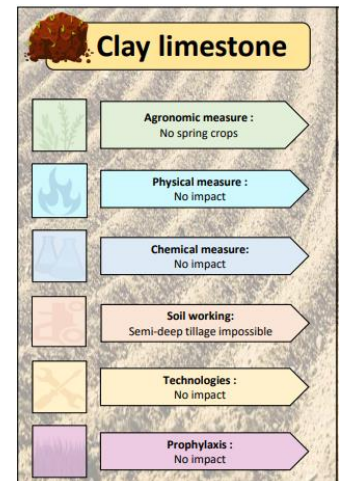 Clay limestone
Agronomic measure :
No spring crops
Physical measure :
No impact
Chemical measure:
No impact
Soil working:
Semi-deep tillage impossible
Technologies :
No impact
Prophylaxis :
No impact